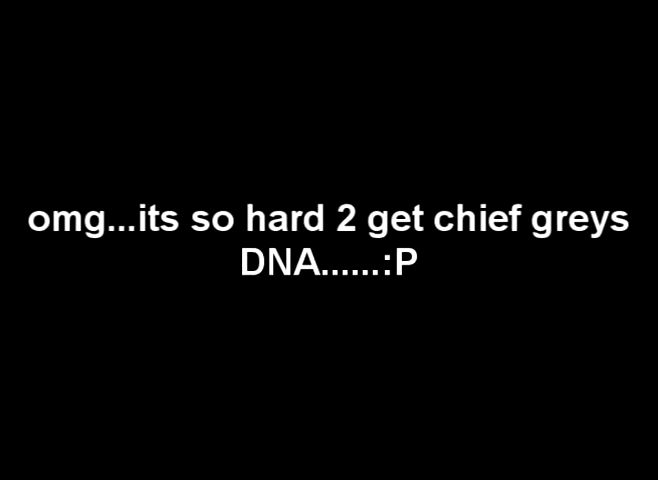 omg...its so hard 2 get chief greys
DNA......:P